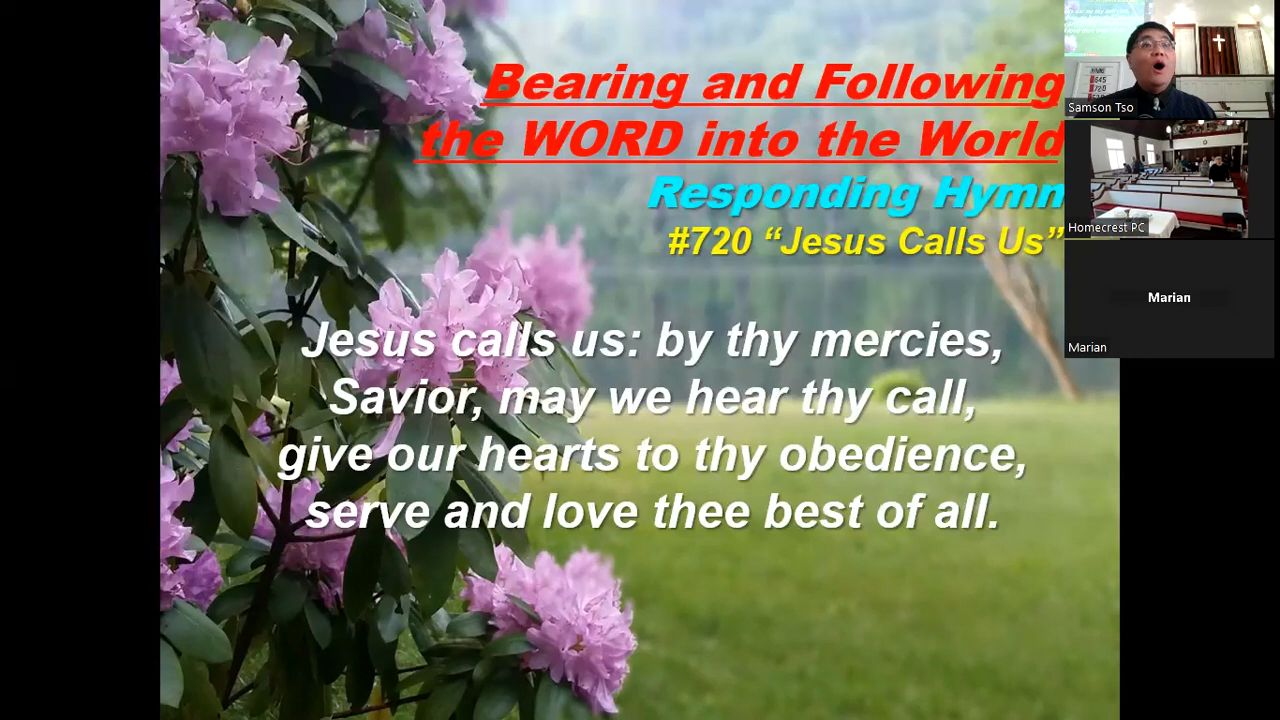 Bearing and Following
the WORD into the World
Responding Hymn
#720 “Jesus Calls Us”
Jesus calls us: by thy mercies,
Savior, may we hear thy call,
give our hearts to thy obedience,
serve and love thee best of all.
645
720
Samson Tso
Homecrest PC
Marian
Marian